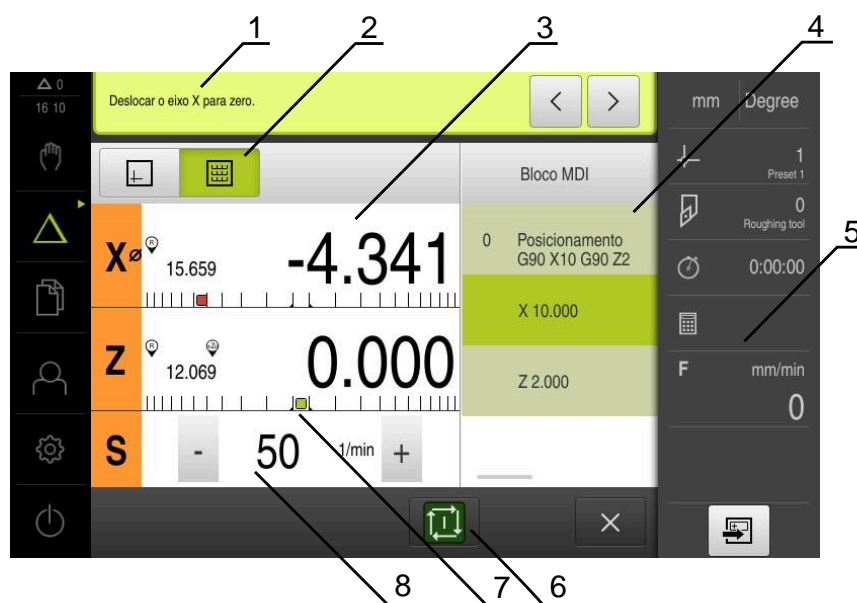 1
2
3
4
0
16 10
Deslocar o eixo X para zero.
< >
mm Degree
1
Preset 1
Bloco MDI
0
Roughing tool
5
X⌀
R
15.659
-4.341
0 Posicionamento
G90 X10 G90 Z2
0:00:00
X 10.000
Z
R
12.069
0.000
Z 2.000
F mm/min
0
S
-
50
1/min
+
8
7
6